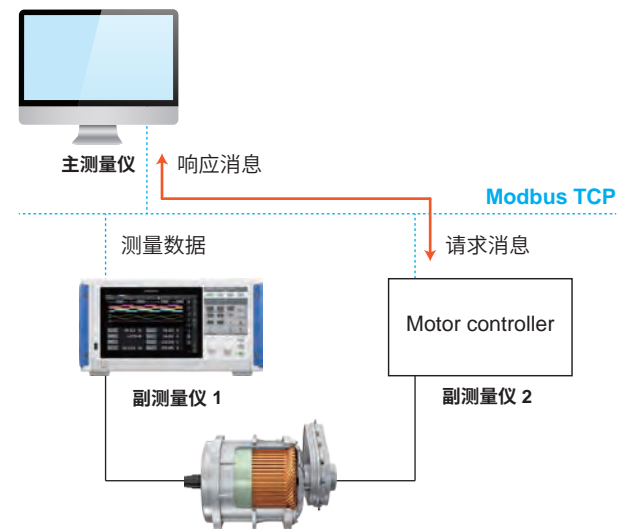 主测量仪
响应消息
Modbus TCP
测量数据
请求消息
Motor controller
副测量仪 1
副测量仪 2